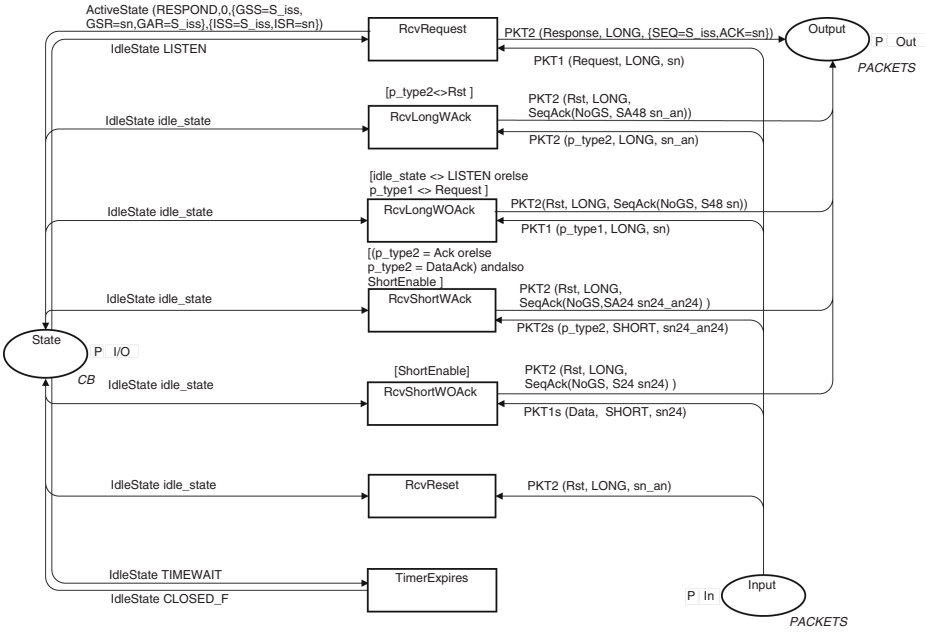 ActiveState (RESPOND,0,{GSS=S_iss,
GSR=sn,GAR=S_iss},{ISS=S_iss,ISR=sn})
IdleState LISTEN
RcvRequest
PKT2 (Response, LONG, {SEQ=S_iss,ACK=sn})
PKT1 (Request, LONG, sn)
Output
P Out
PACKETS
[p_type2<>Rst ]
IdleState idle_state
RcvLongWAck
PKT2 (Rst, LONG,
SeqAck(NoGS, SA48 sn_an))
PKT2 (p_type2, LONG, sn_an)
[idle_state <> LISTEN orelse
p_type1 <> Request ]
IdleState idle_state
RcvLongWOAck
PKT2(Rst, LONG, SeqAck(NoGS, S48 sn))
PKT1 (p_type1, LONG, sn)
[(p_type2 = Ack orelse
p_type2 = DataAck) andalso
ShortEnable ]
IdleState idle_state
RcvShortWAck
PKT2 (Rst, LONG,
SeqAck(NoGS,SA24 sn24_an24) )
PKT2s (p_type2, SHORT, sn24_an24)
State
P I/O
CB
[ShortEnable]
IdleState idle_state
RcvShortWOAck
PKT2 (Rst, LONG,
SeqAck(NoGS, S24 sn24) )
PKT1s (Data, SHORT, sn24)
IdleState idle_state
RcvReset
PKT2 (Rst, LONG, sn_an)
IdleState TIMEWAIT
IdleState CLOSED_F
TimerExpires
P In
Input
PACKETS